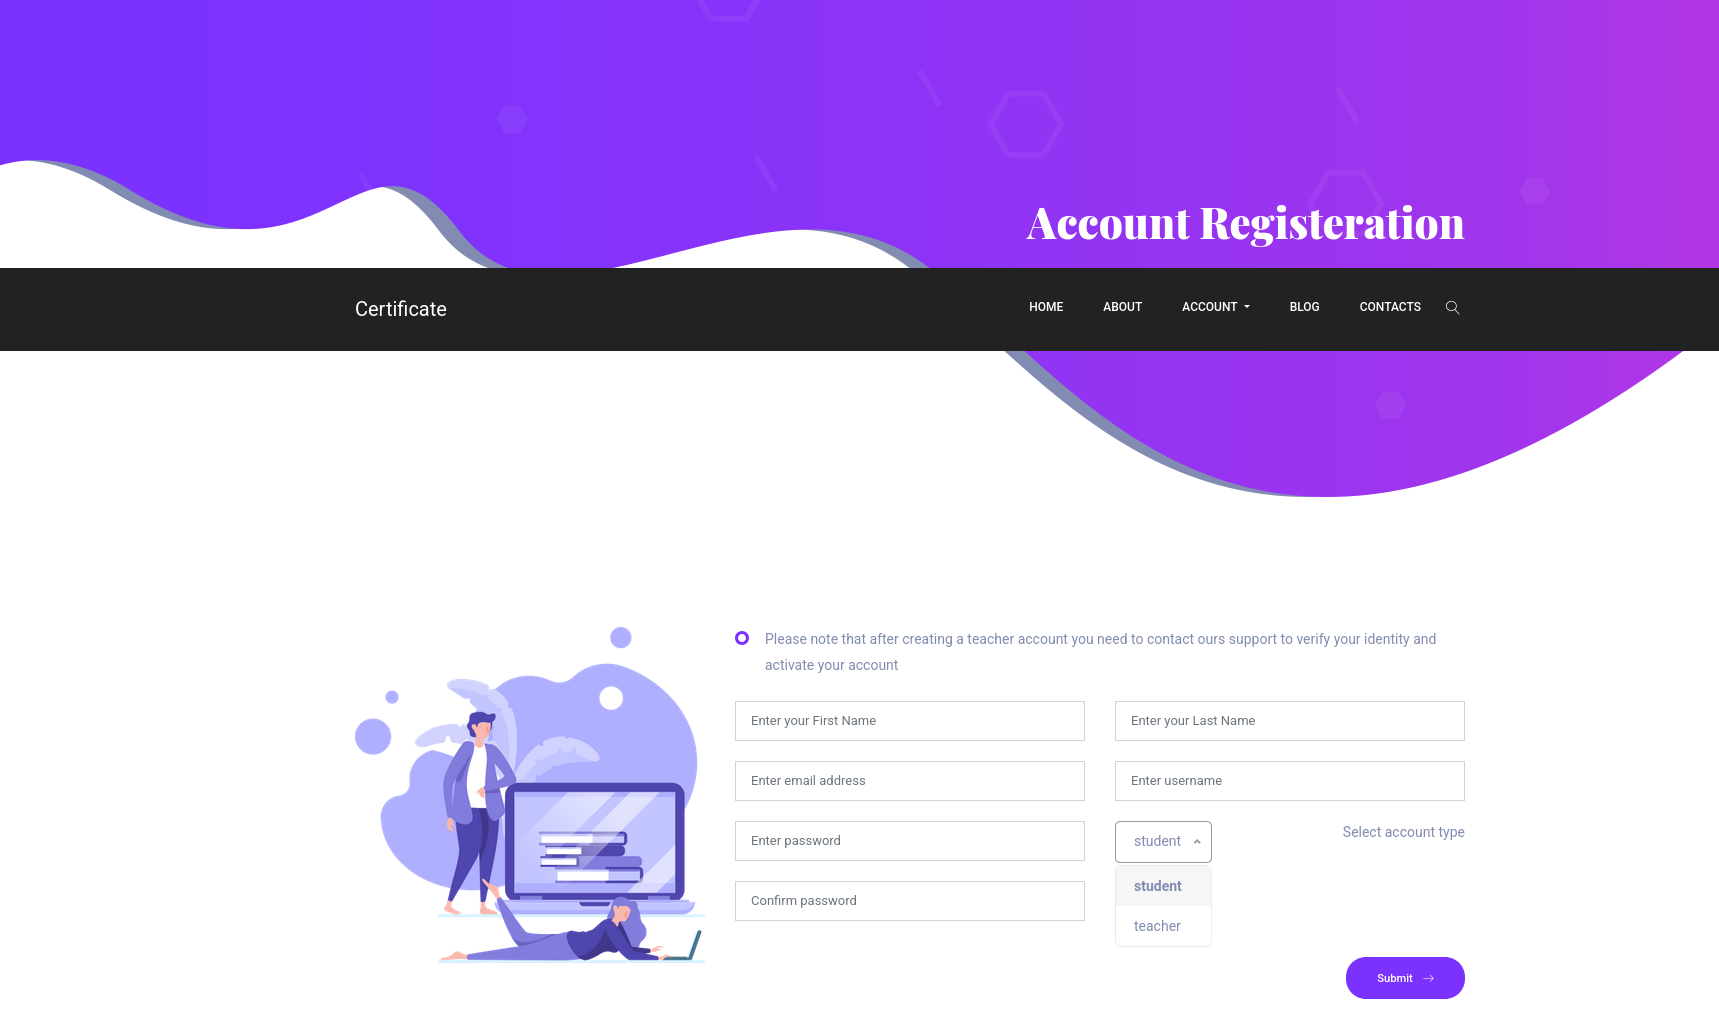 Account Registeration
Certificate
HOME ABOUT ACCOUNT BLOG CONTACTS
Please note that after creating a teacher account you need to contact ours support to verify your identity and
activate your account
Enter your First Name Enter your Last Name
Enter email address Enter username
Enter password student Select account type
student
Confirm password
teacher
Submit